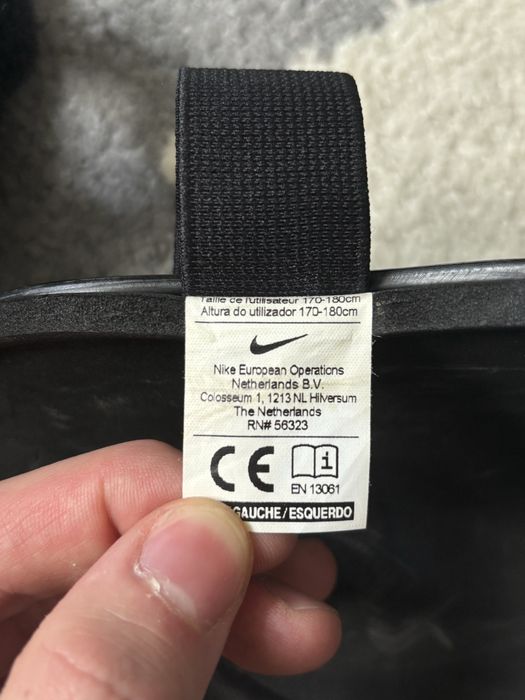 Taille de l'utilisateur 170-180cm
Altura do utilizador 170-180cm
Nike European Operations
Netherlands B.V.
Colosseum 1, 1213 NL Hilversum
The Netherlands
RN# 56323
CE i
EN 13061
GAUCHE/ESQUERDO